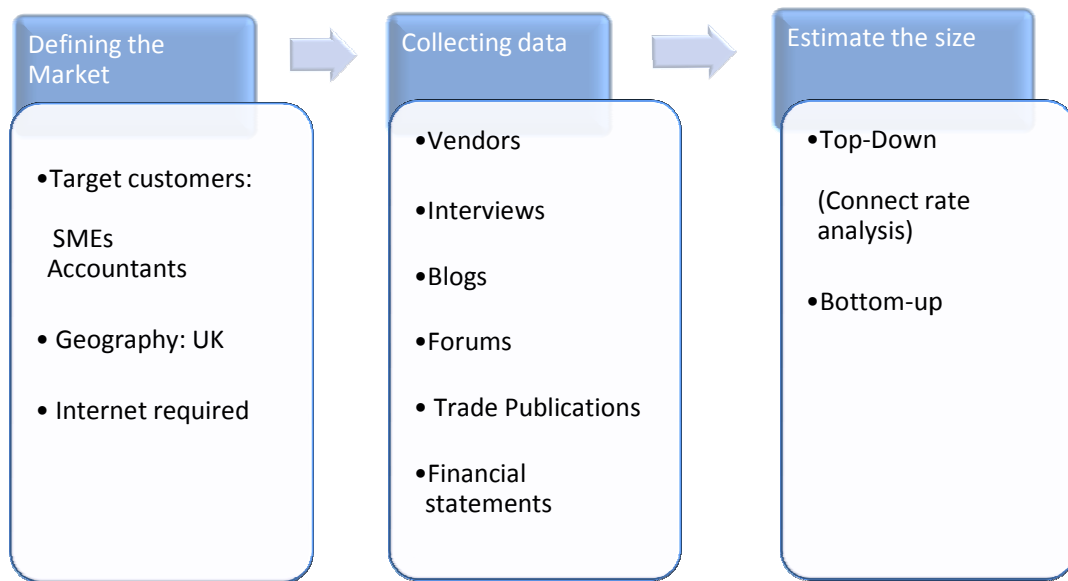 Defining the
Market
•Target customers:
SMEs
Accountants
• Geography: UK
• Internet required
Collecting data
•Vendors
•Interviews
•Blogs
•Forums
• Trade Publications
•Financial
statements
Estimate the size
•Top-Down
(Connect rate
analysis)
•Bottom-up